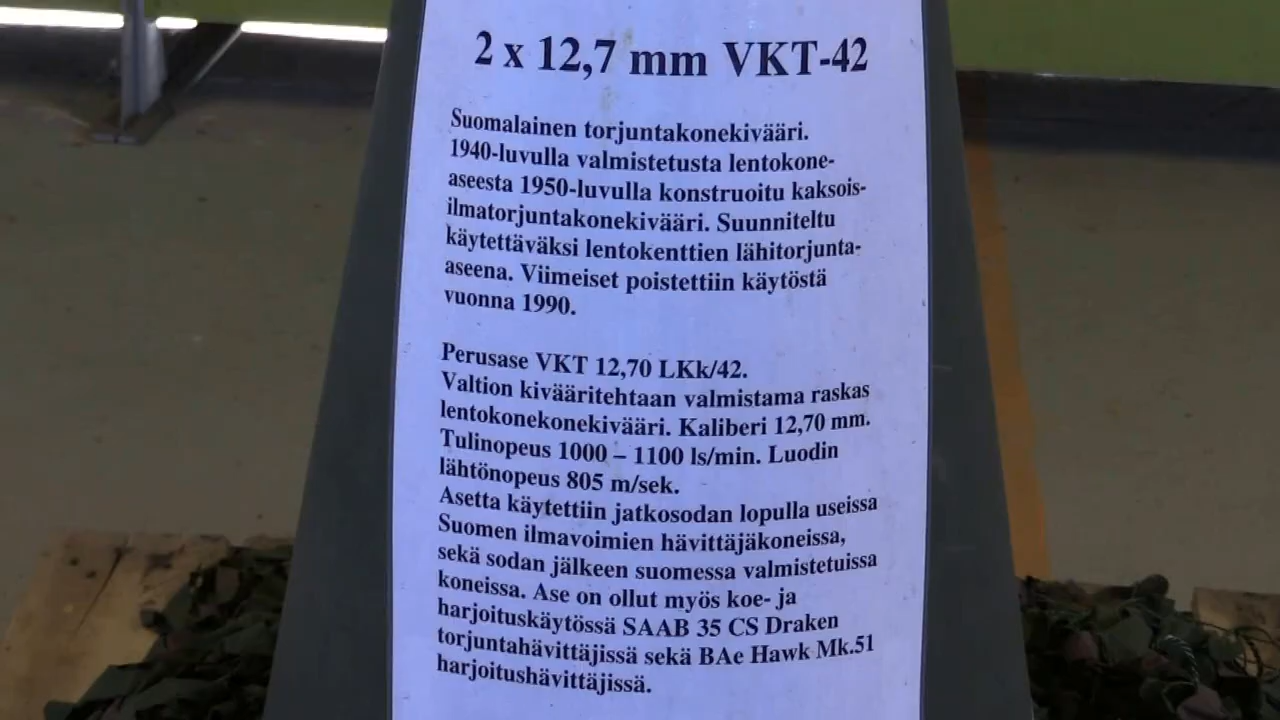 2 x 12,7 mm VKT-42
Suomalainen torjuntakonekivääri.
1940-luvulla valmistetusta lentokone-
aseesta 1950-luvulla konstruoitu kaksois-
ilmatorjuntakonekivääri. Suunniteltu
käytettäväksi lentokenttien lähitorjunta-
aseena. Viimeiset poistettiin käytöstä
vuonna 1990.
Perusase VKT 12,70 LKk/42.
Valtion kivääritehtaan valmistama raskas
lentokonekonekivääri. Kaliberi 12,70 mm.
Tulinopeus 1000 – 1100 ls/min. Luodin
lähtönopeus 805 m/sek.
Asetta käytettiin jatkosodan lopulla useissa
Suomen ilmavoimien hävittäjäkoneissa,
sekä sodan jälkeen suomessa valmistetuissa
koneissa. Ase on ollut myös koe- ja
harjoituskäytössä SAAB 35 CS Draken
torjuntahävittäjissä sekä BAe Hawk Mk.51
harjoitushävittäjissä.